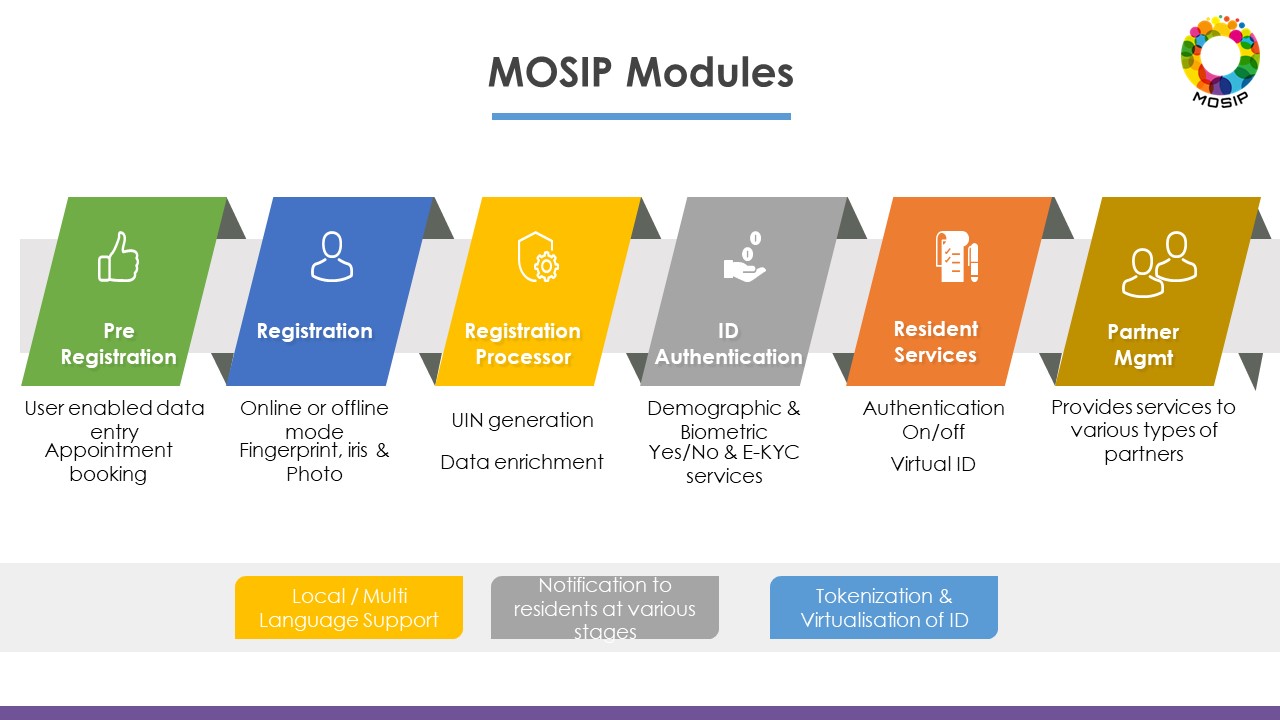 MOSIP Modules
MOSIP
Pre
Registration
Registration
Registration
Processor
ID
Authentication
Resident
Services
Partner
Mgmt
User enabled data
entry
Appointment
booking
Online or offline
mode
Fingerprint, iris &
Photo
UIN generation
Data enrichment
Demographic &
Biometric
Yes/No & E-KYC
services
Authentication
On/off
Virtual ID
Provides services to
various types of
partners
Local / Multi
Language Support
Notification to
residents at various
stages
Tokenization &
Virtualisation of ID